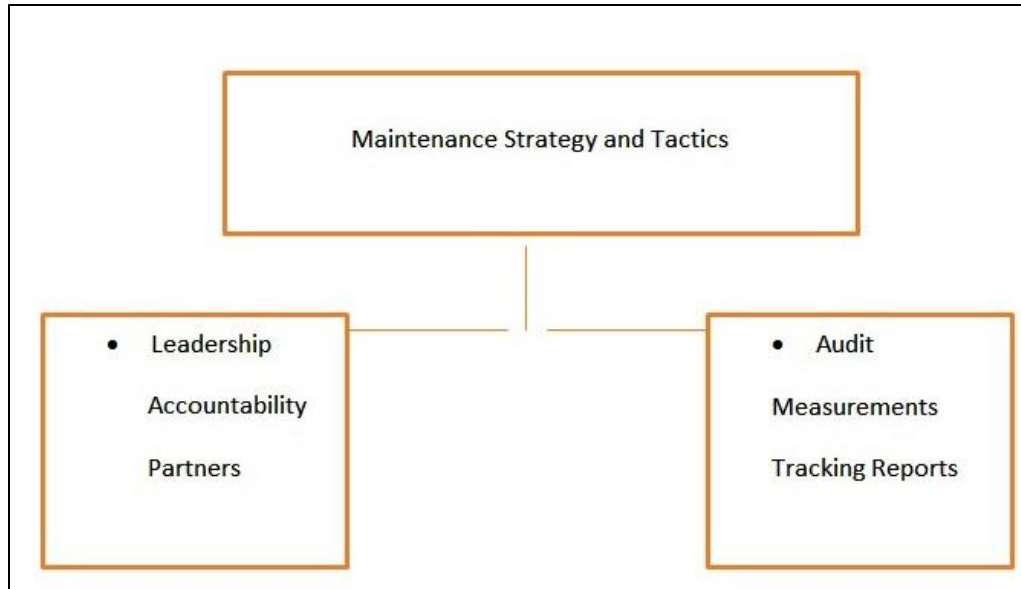 Maintenance Strategy and Tactics
• Leadership
Accountability
Partners
• Audit
Measurements
Tracking Reports